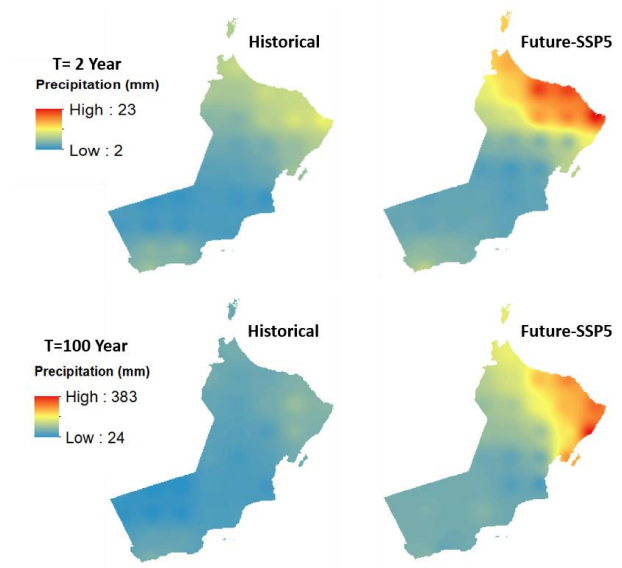 Historical
Future-SSP5
T= 2 Year
Precipitation (mm)
High : 23
Low : 2
Historical
Future-SSP5
T=100 Year
Precipitation (mm)
High : 383
Low : 24